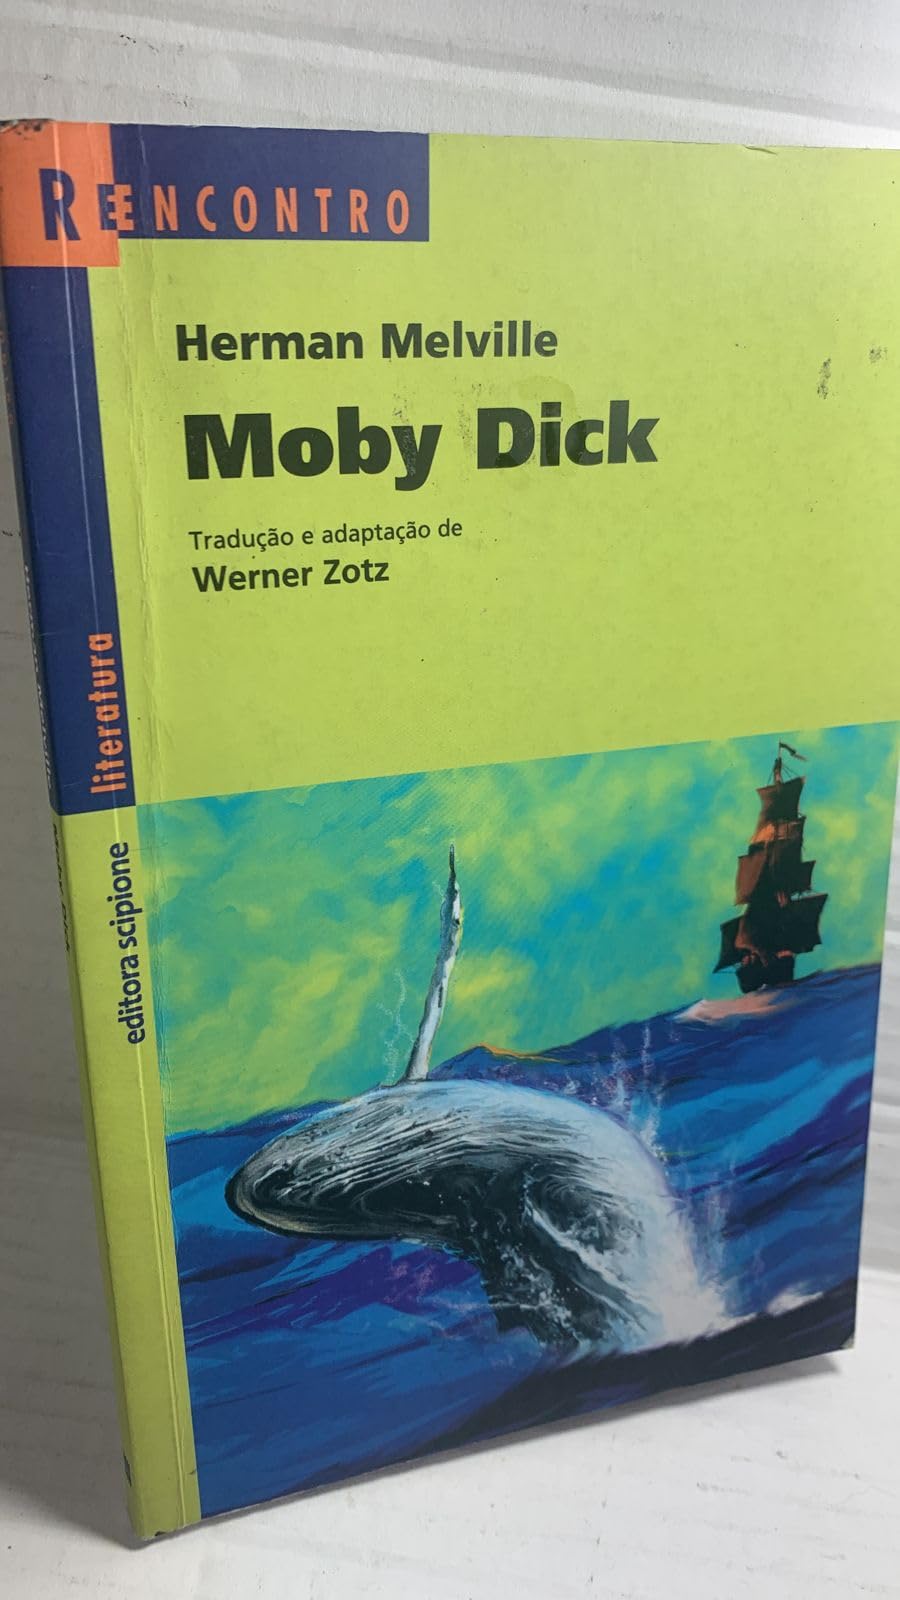 REENCONTRO
Herman Melville
Moby Dick
Tradução e adaptação de
Werner Zotz
literatura
editora scipione